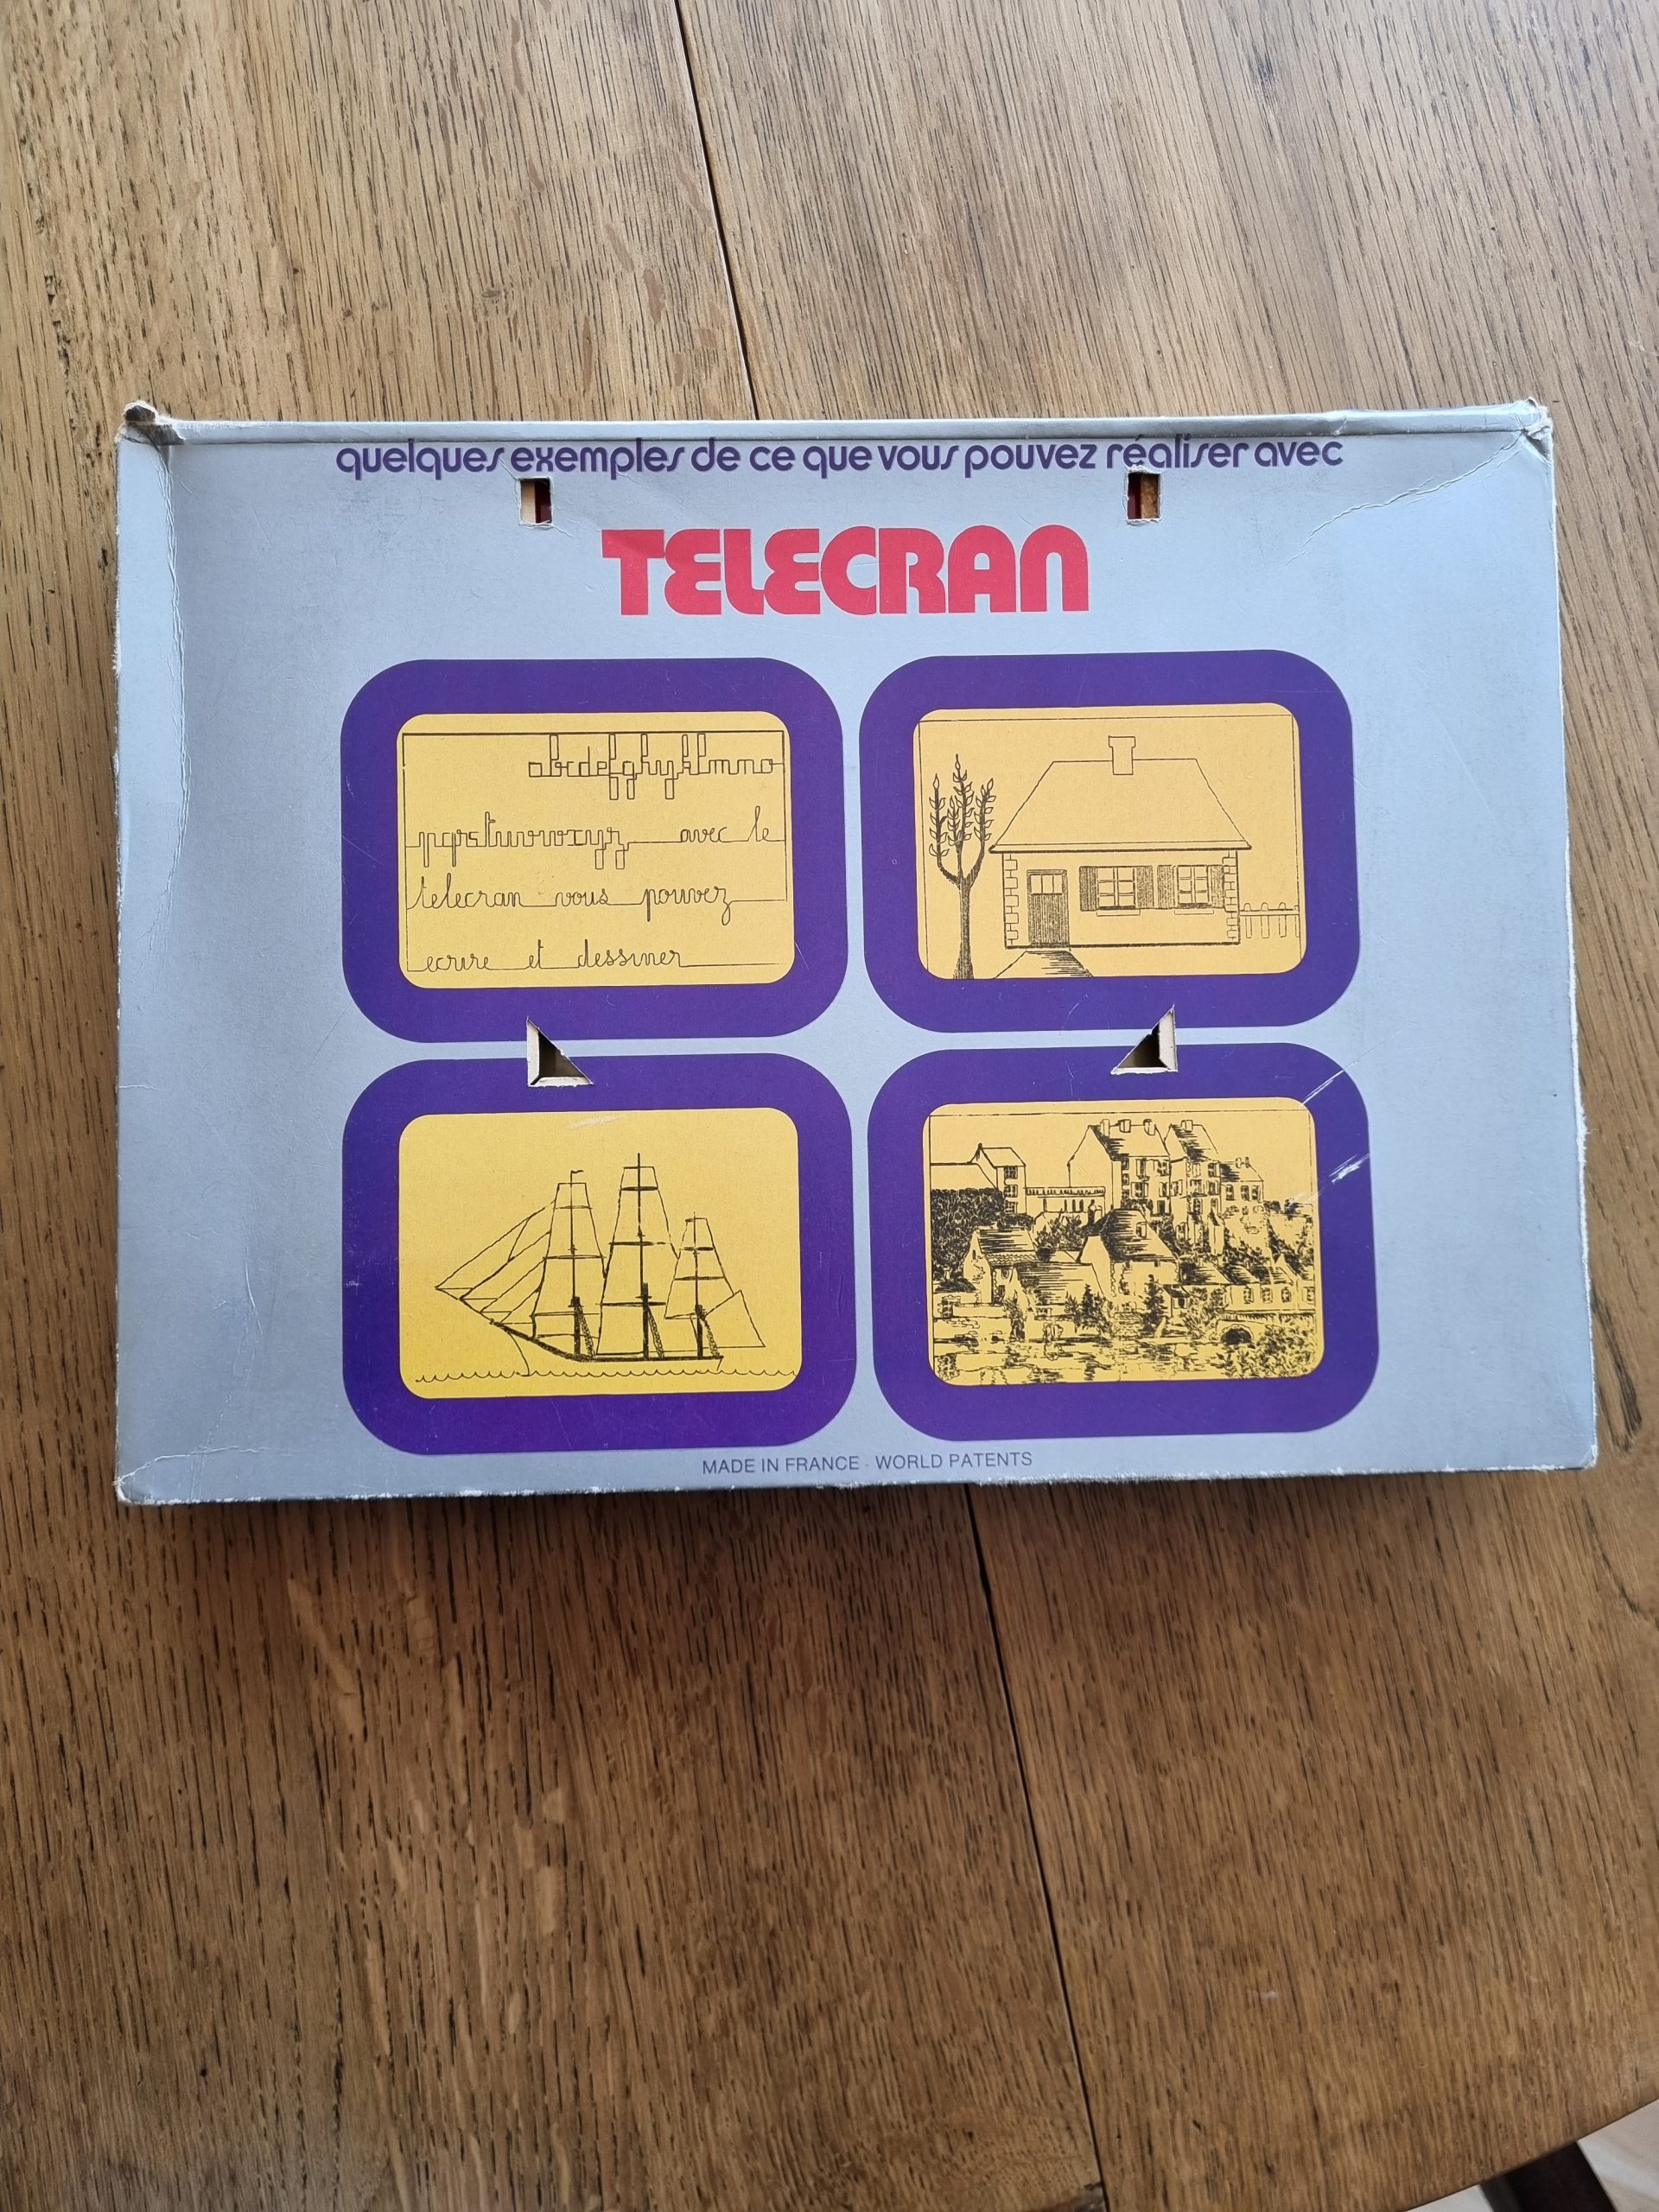 quelques exemples de ce que vous pouvez réaliser avec
TELECRAN
abcdefghijklmno
pqrstuvwxyz avec le
telecran vous pouvez
ecrire et dessiner
MADE IN FRANCE - WORLD PATENTS